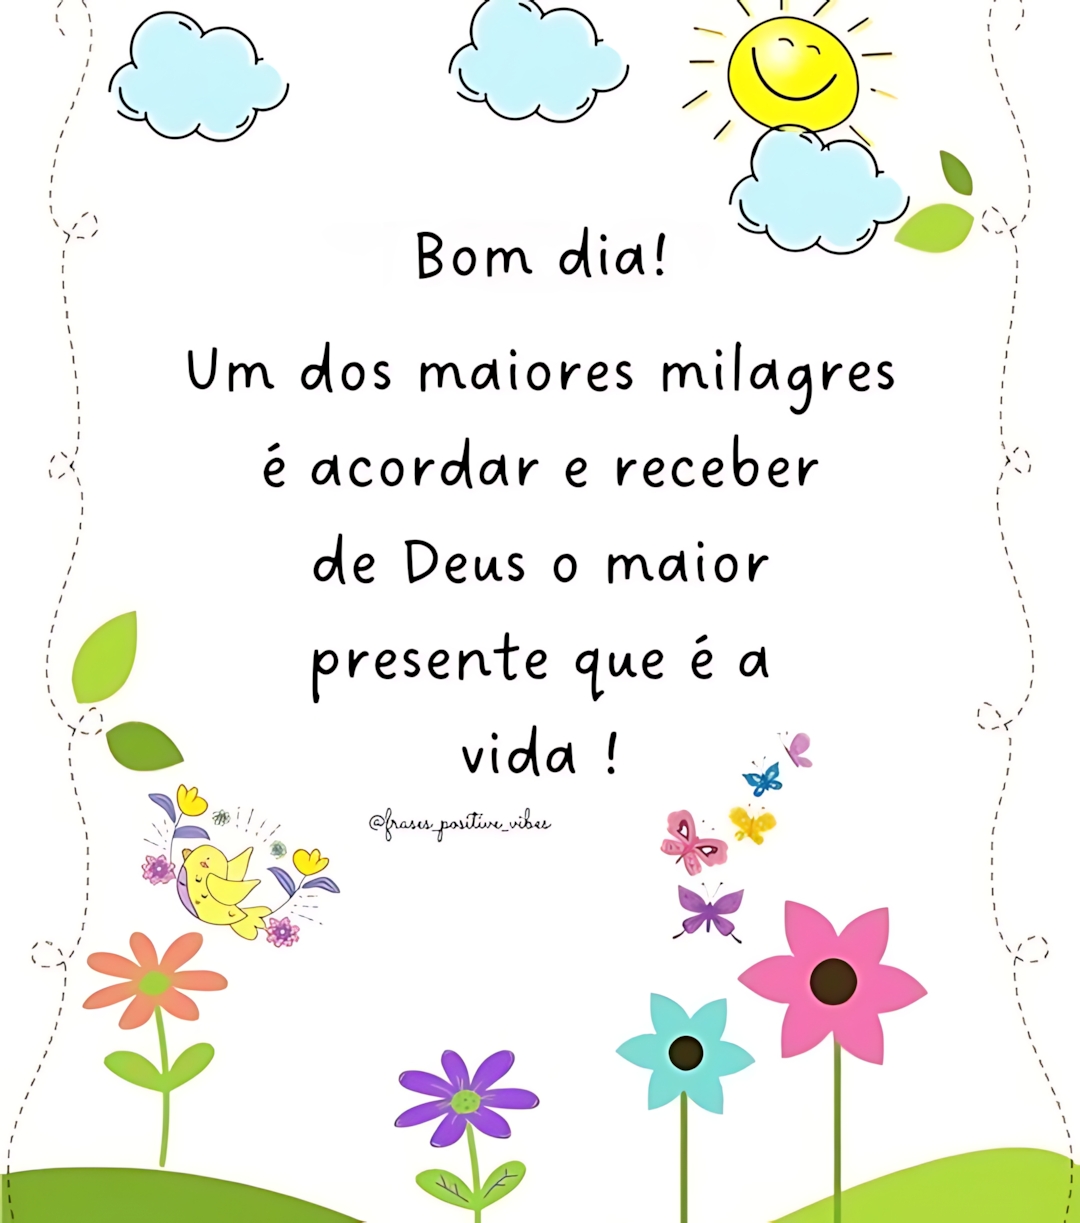 Bom dia!
Um dos maiores milagres
é acordar e receber
de Deus o maior
presente que é a
vida !
@frases_positive_vibes